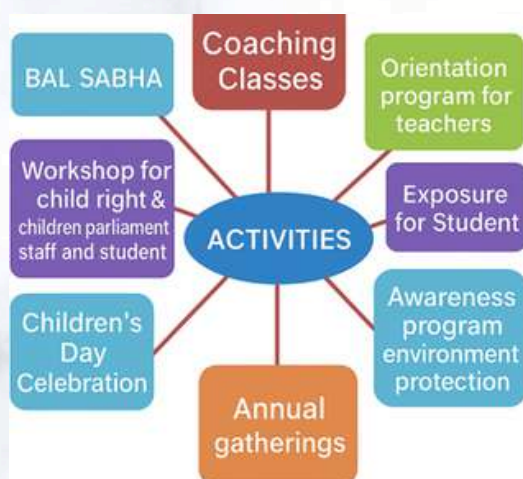 Coaching
Classes
BAL SABHA
Orientation
program for
teachers
Workshop for
child right &
children parliament
staff and student
ACTIVITIES
Exposure
for Student
Children's
Day
Celebration
Awareness
program
environment
protection
Annual
gatherings